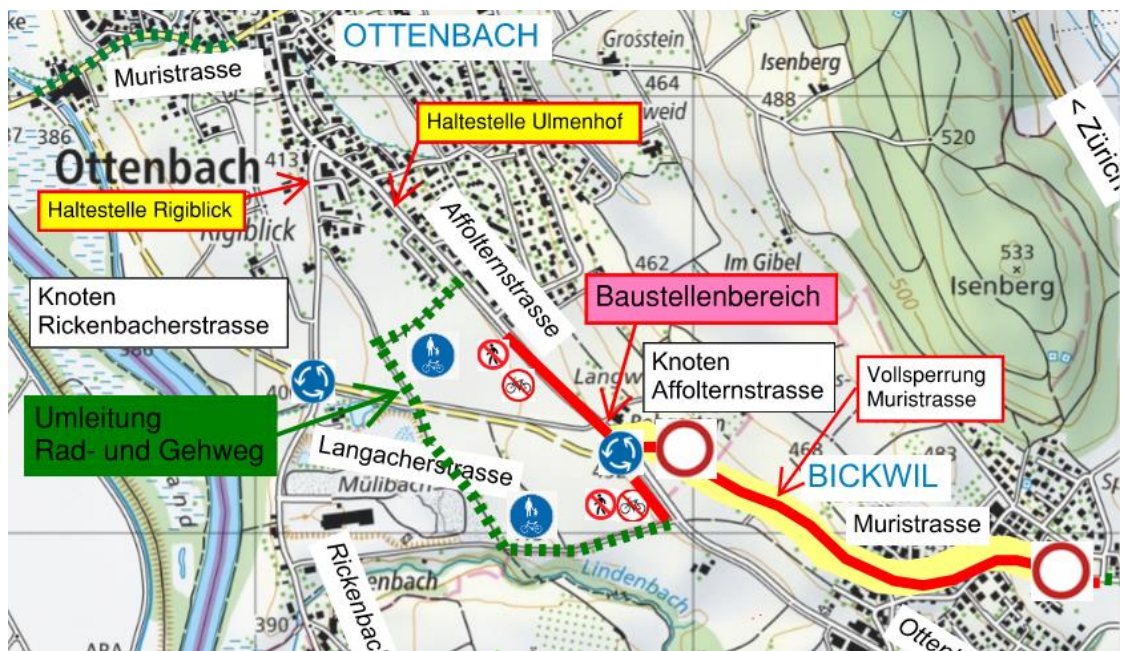 OTTENBACH
Muristrasse
Grosstein
Isenberg
464
488
520
< Zürich
386
Haltestelle Ulmenhof
Ottenbach
413
Haltestelle Rigiblick
Rigiblick
Affolternstrasse
462
Im Gibel
533
Isenberg
500
Knoten
Rickenbacherstrasse
Baustellenbereich
Knoten
Affolternstrasse
Vollsperrung
Muristrasse
Umleitung
Rad- und Gehweg
Langacherstrasse
468
483
BICKWIL
Mülibach
Muristrasse
Lindenbach
390
ARA